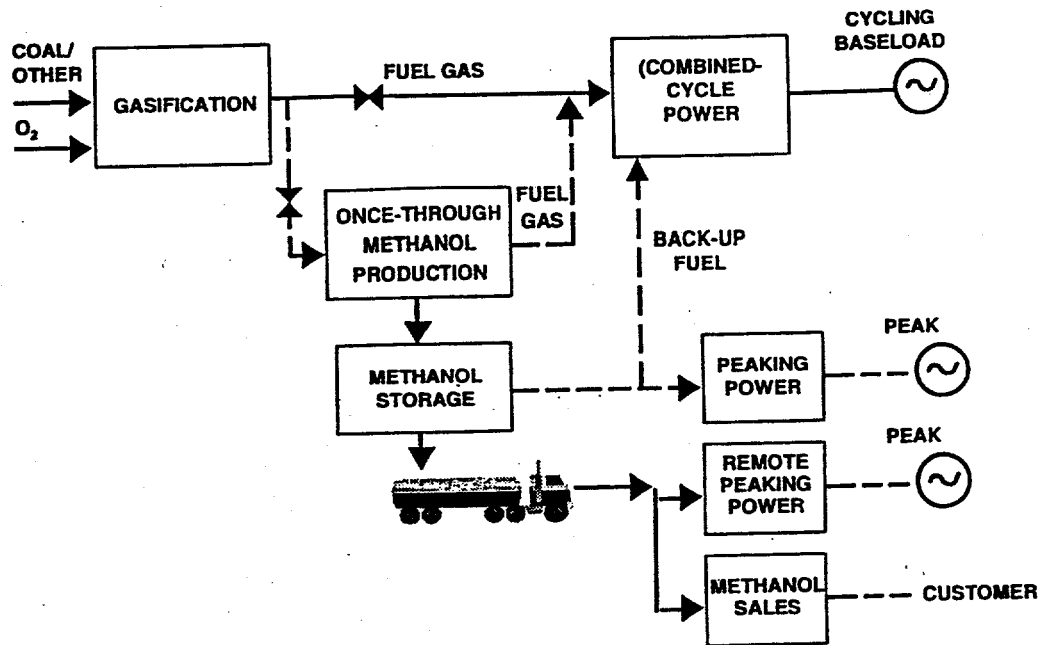 CYCLING
BASELOAD
COAL/
OTHER
O₂
GASIFICATION
FUEL GAS
(COMBINED-
CYCLE
POWER
ONCE-THROUGH
METHANOL
PRODUCTION
FUEL
GAS
BACK-UP
FUEL
METHANOL
STORAGE
PEAKING
POWER
PEAK
REMOTE
PEAKING
POWER
PEAK
METHANOL
SALES
CUSTOMER